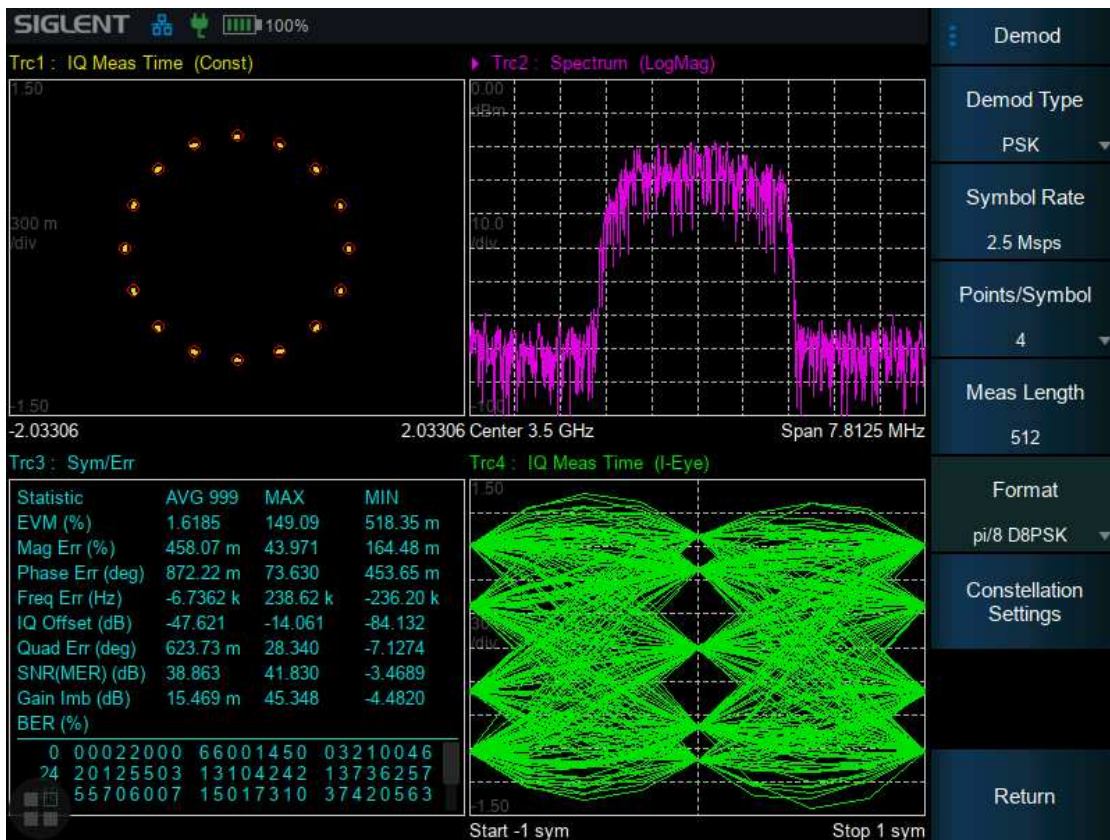 SIGLENT 100%
Trc1 : IQ Meas Time (Const)
1.50
300 m
/div
-1.50
-2.03306 2.03306
Trc2 : Spectrum (LogMag)
0.00
dBm
10.0
/div
-100
Center 3.5 GHz Span 7.8125 MHz
Trc3 : Sym/Err
Statistic AVG 999 MAX MIN
EVM (%) 1.6185 149.09 518.35 m
Mag Err (%) 458.07 m 43.971 164.48 m
Phase Err (deg) 872.22 m 73.630 453.65 m
Freq Err (Hz) -6.7362 k 238.62 k -236.20 k
IQ Offset (dB) -47.621 -14.061 -84.132
Quad Err (deg) 623.73 m 28.340 -7.1274
SNR(MER) (dB) 38.863 41.830 -3.4689
Gain Imb (dB) 15.469 m 45.348 -4.4820
BER (%)
0 00022000 66001450 03210046
24 20125503 13104242 13736257
55706007 15017310 37420563
Trc4 : IQ Meas Time (I-Eye)
1.50
/div
-1.50
Start -1 sym Stop 1 sym
Demod
Demod Type
PSK
Symbol Rate
2.5 Msps
Points/Symbol
4
Meas Length
512
Format
pi/8 D8PSK
Constellation
Settings
Return